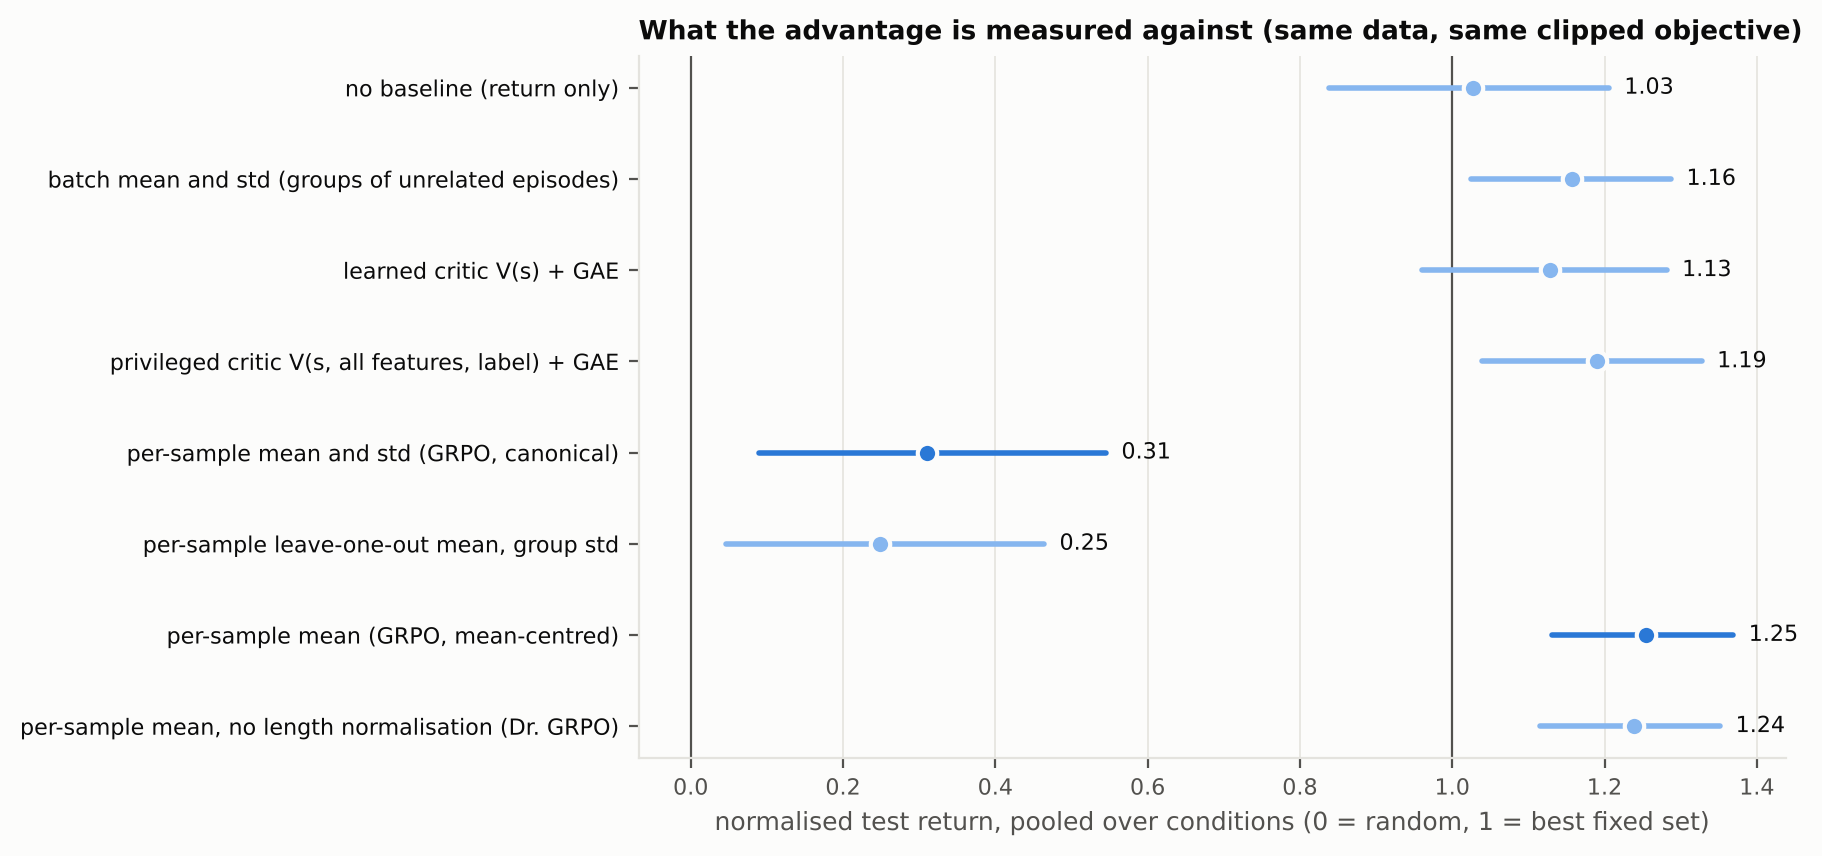 What the advantage is measured against (same data, same clipped objective)
no baseline (return only)
1.03
batch mean and std (groups of unrelated episodes)
1.16
learned critic V(s) + GAE
1.13
privileged critic V(s, all features, label) + GAE
1.19
per-sample mean and std (GRPO, canonical)
0.31
per-sample leave-one-out mean, group std
0.25
per-sample mean (GRPO, mean-centred)
1.25
per-sample mean, no length normalisation (Dr. GRPO)
1.24
0.0 0.2 0.4 0.6 0.8 1.0 1.2 1.4
normalised test return, pooled over conditions (0 = random, 1 = best fixed set)